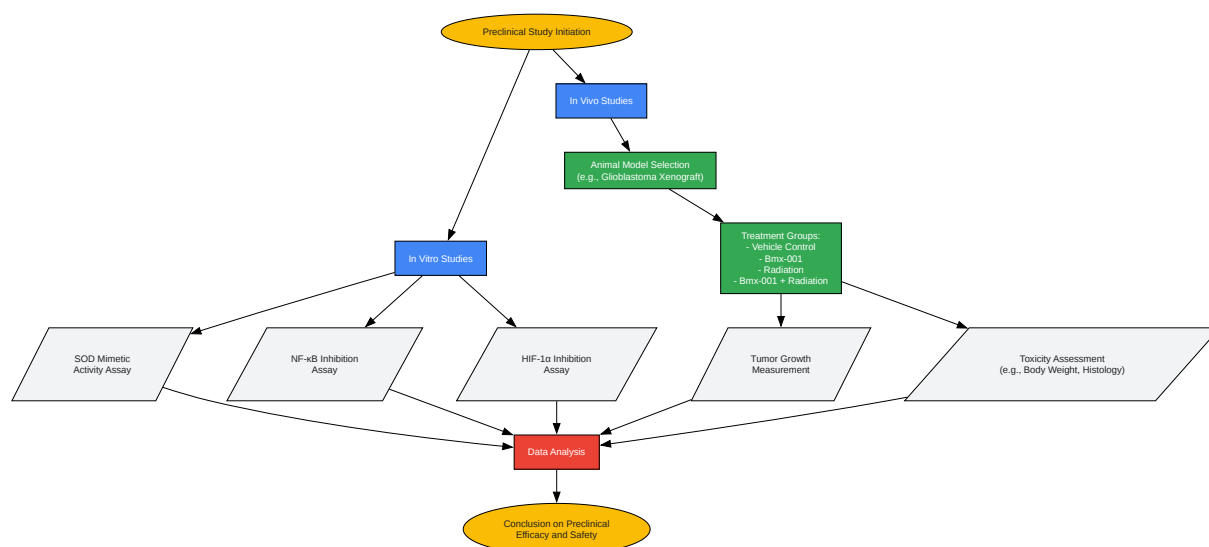 Preclinical Study Initiation
In Vivo Studies
Animal Model Selection
(e.g., Glioblastoma Xenograft)
Treatment Groups:
- Vehicle Control
- Bmx-001
- Radiation
- Bmx-001 + Radiation
In Vitro Studies
SOD Mimetic
Activity Assay
NF-κB Inhibition
Assay
HIF-1α Inhibition
Assay
Tumor Growth
Measurement
Toxicity Assessment
(e.g., Body Weight, Histology)
Data Analysis
Conclusion on Preclinical
Efficacy and Safety